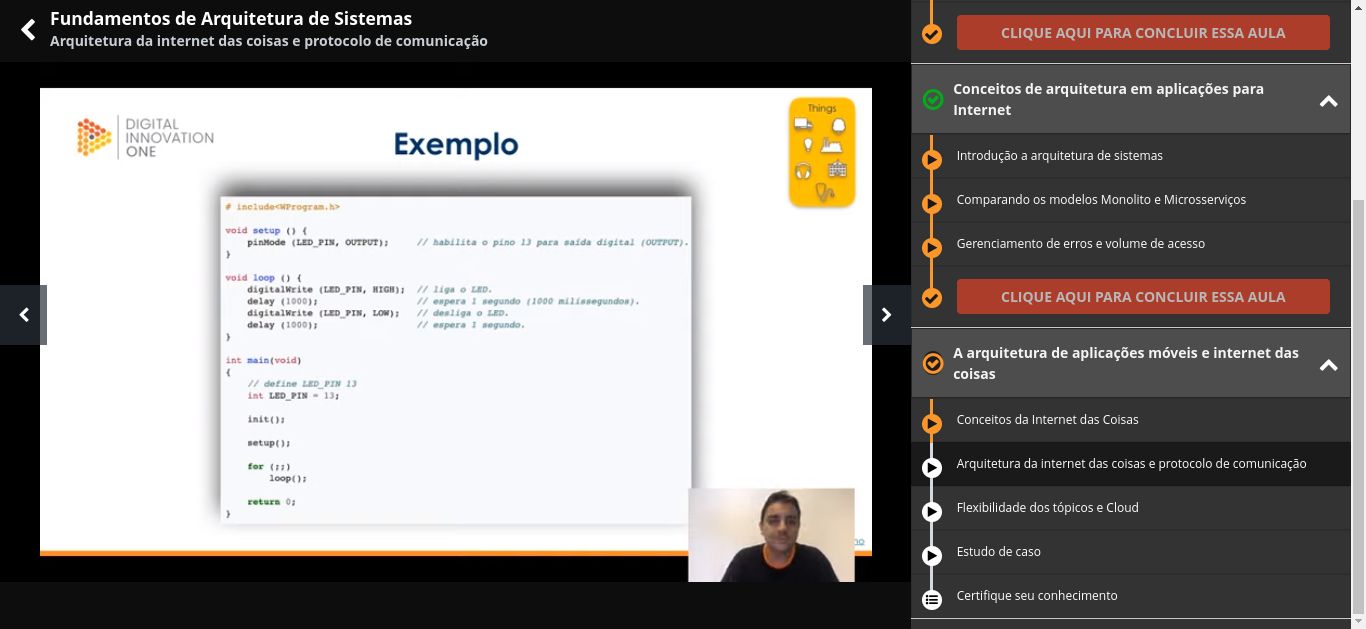 Fundamentos de Arquitetura de Sistemas
Arquitetura da internet das coisas e protocolo de comunicação
DIGITAL
INNOVATION
ONE
Exemplo
Things
# include<WProgram.h>
void setup () {
pinMode (LED_PIN, OUTPUT); // habilita o pino 13 para saída digital (OUTPUT).
}
void loop () {
digitalWrite (LED_PIN, HIGH); // liga o LED.
delay (1000); // espera 1 segundo (1000 milissegundos).
digitalWrite (LED_PIN, LOW); // desliga o LED.
delay (1000); // espera 1 segundo.
}
int main(void)
{
// define LED_PIN 13
int LED_PIN = 13;
init();
setup();
for (;;)
loop();
return 0;
}
no
CLIQUE AQUI PARA CONCLUIR ESSA AULA
Conceitos de arquitetura em aplicações para
Internet
Introdução a arquitetura de sistemas
Comparando os modelos Monolito e Microsserviços
Gerenciamento de erros e volume de acesso
CLIQUE AQUI PARA CONCLUIR ESSA AULA
A arquitetura de aplicações móveis e internet das
coisas
Conceitos da Internet das Coisas
Arquitetura da internet das coisas e protocolo de comunicação
Flexibilidade dos tópicos e Cloud
Estudo de caso
Certifique seu conhecimento